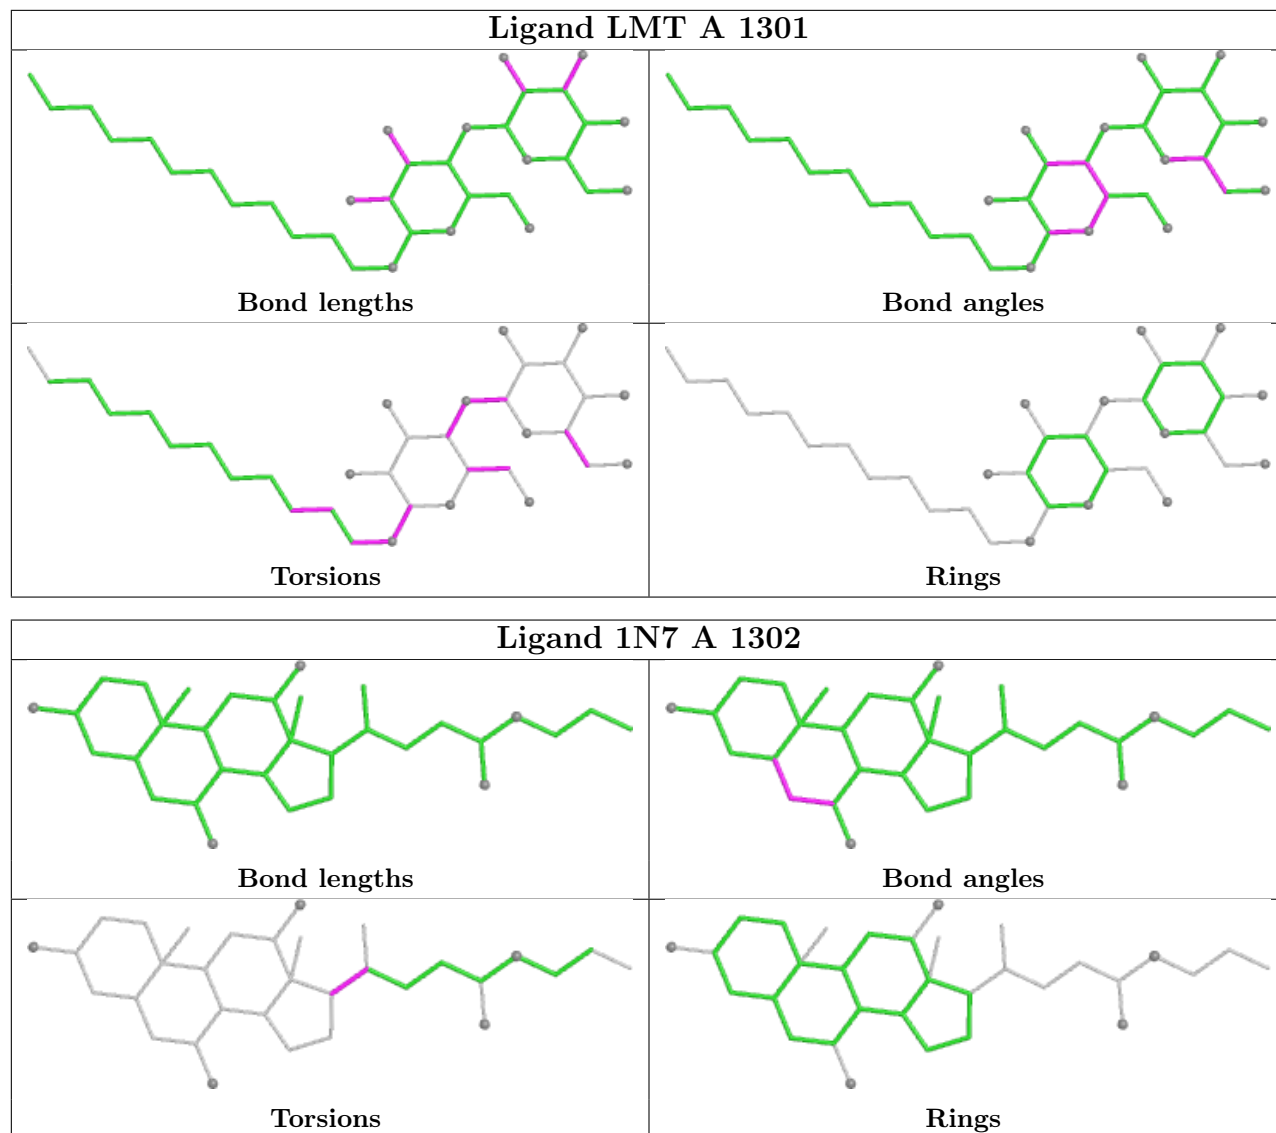 Ligand LMT A 1301
Bond lengths
Bond angles
Torsions
Rings
Ligand 1N7 A 1302
Bond lengths
Bond angles
Torsions
Rings